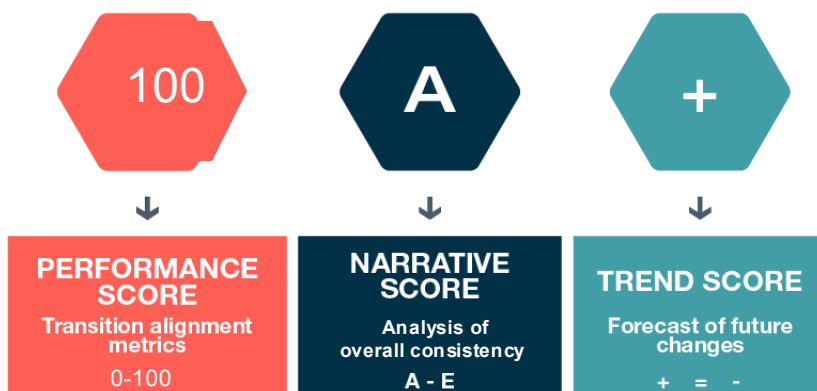 100
A
+
PERFORMANCE
SCORE
Transition alignment
metrics
0-100
NARRATIVE
SCORE
Analysis of
overall consistency
A - E
TREND SCORE
Forecast of future
changes
+ = -